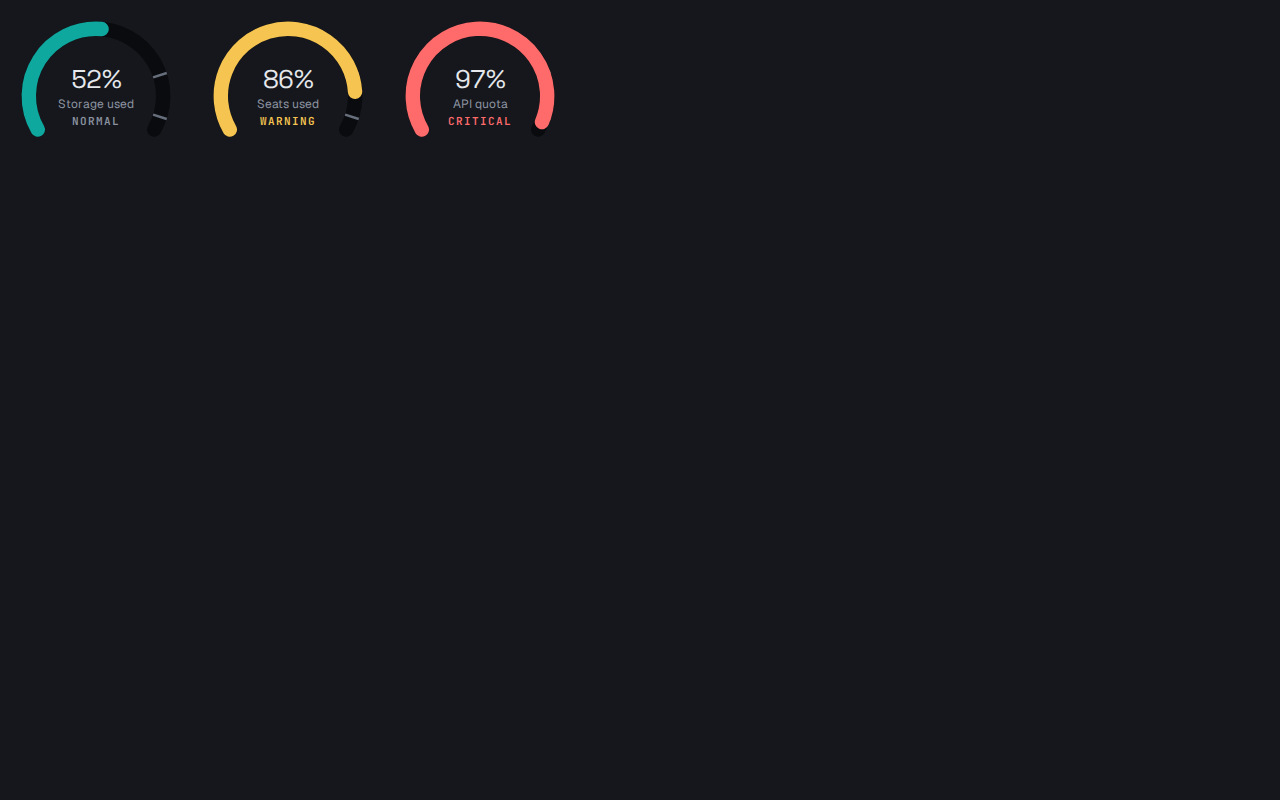 52%
Storage used
NORMAL
86%
Seats used
WARNING
97%
API quota
CRITICAL